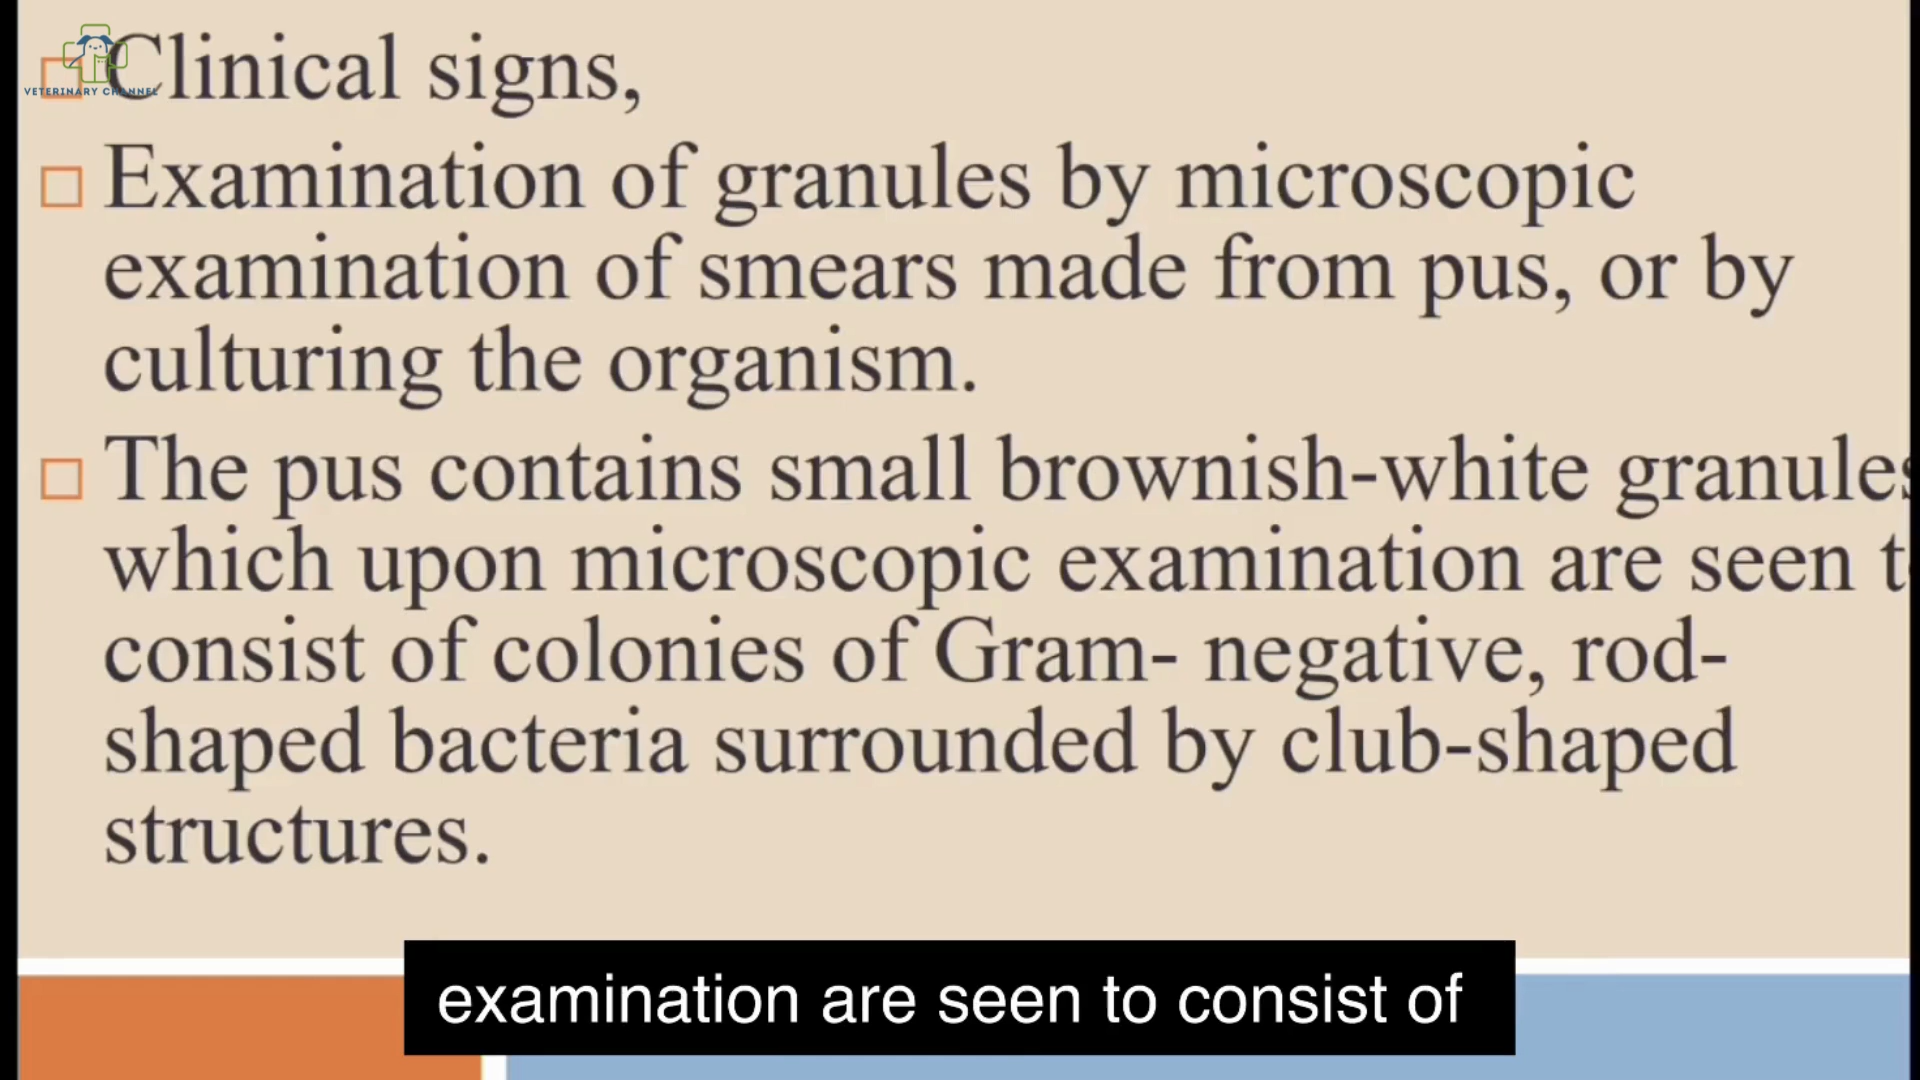 Clinical signs,
VETERINARY CHANNEL
Examination of granules by microscopic
examination of smears made from pus, or by
culturing the organism.
The pus contains small brownish-white granules
which upon microscopic examination are seen to
consist of colonies of Gram- negative, rod-
shaped bacteria surrounded by club-shaped
structures.
examination are seen to consist of